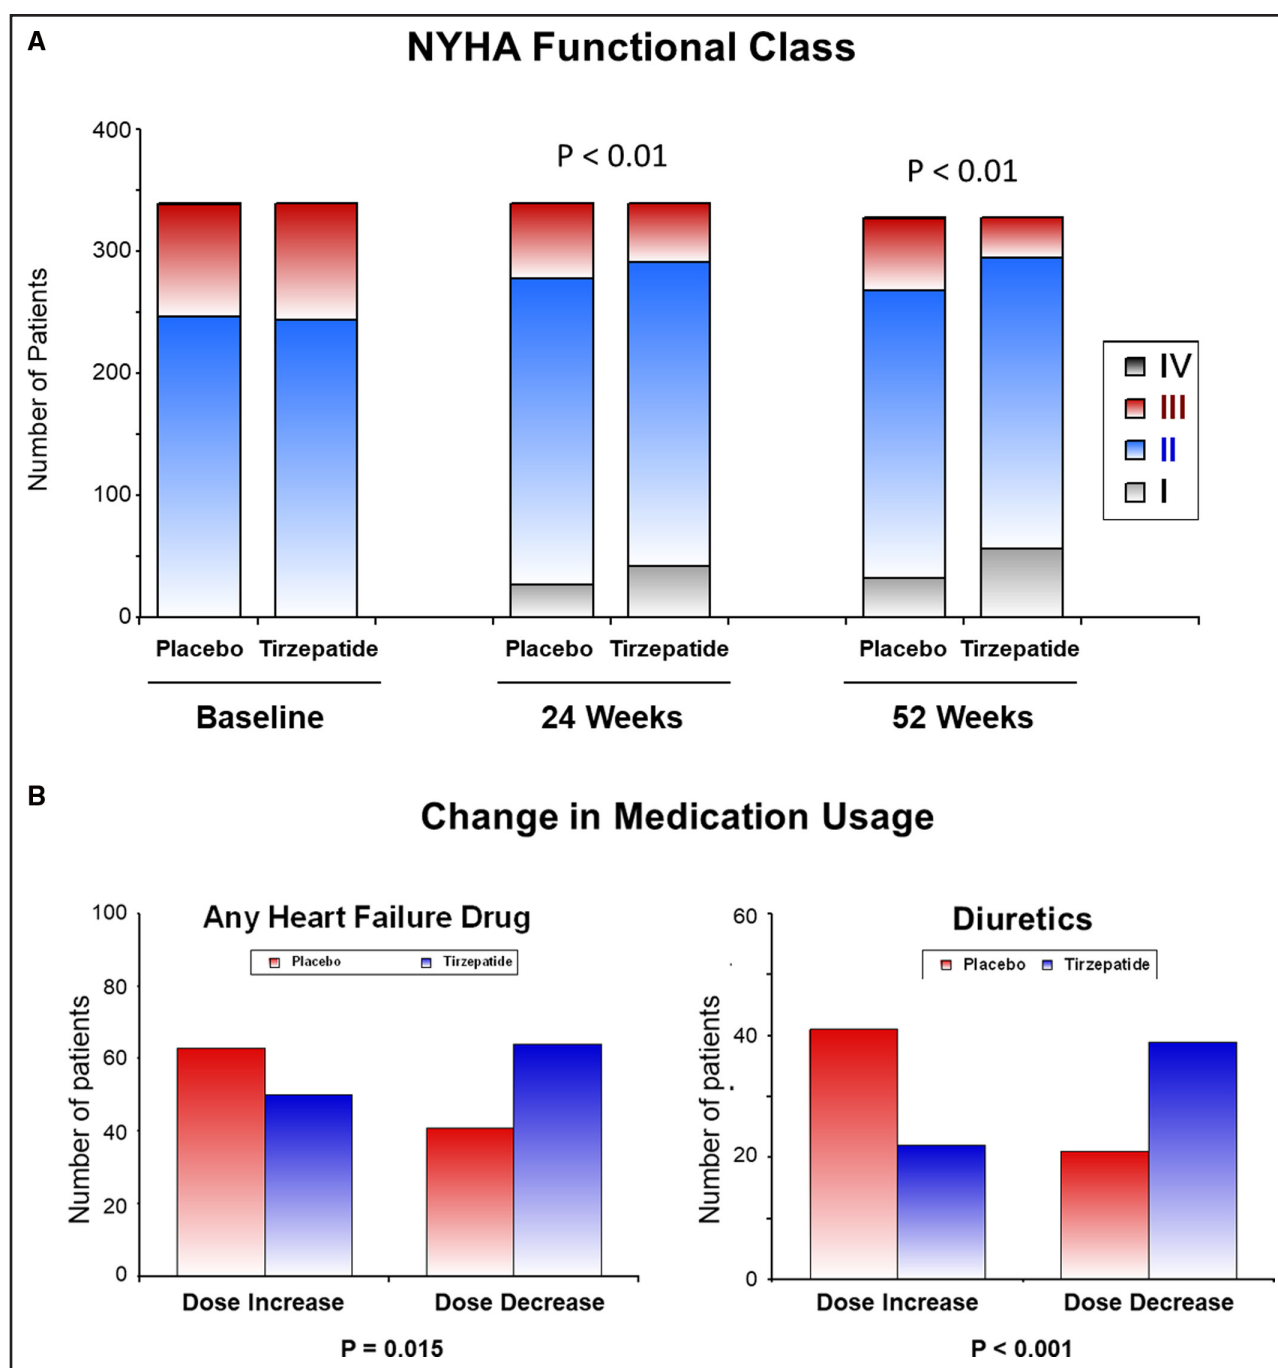 A
NYHA Functional Class
P < 0.01
P < 0.01
400
300
200
100
0
Number of Patients
IV
III
II
I
Placebo Tirzepatide Placebo Tirzepatide Placebo Tirzepatide
Baseline 24 Weeks 52 Weeks
B
Change in Medication Usage
Any Heart Failure Drug
Placebo Tirzepatide
100
80
60
40
20
0
Number of patients
Dose Increase Dose Decrease
P = 0.015
Diuretics
Placebo Tirzepatide
60
40
20
0
Number of patients
Dose Increase Dose Decrease
P < 0.001